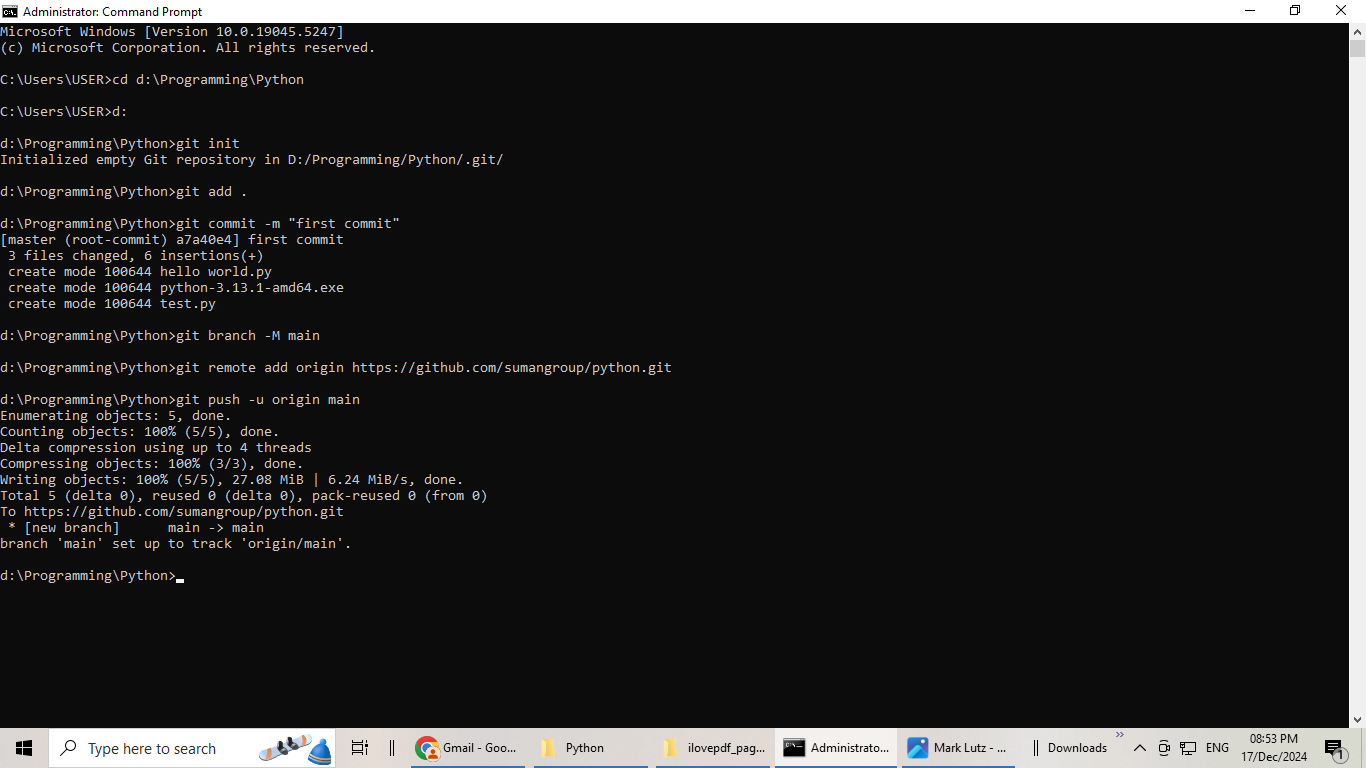 Administrator: Command Prompt
Microsoft Windows [Version 10.0.19045.5247]
(c) Microsoft Corporation. All rights reserved.
C:\Users\USER>cd d:\Programming\Python
C:\Users\USER>d:
d:\Programming\Python>git init
Initialized empty Git repository in D:/Programming/Python/.git/
d:\Programming\Python>git add .
d:\Programming\Python>git commit -m "first commit"
[master (root-commit) a7a40e4] first commit
 3 files changed, 6 insertions(+)
 create mode 100644 hello world.py
 create mode 100644 python-3.13.1-amd64.exe
 create mode 100644 test.py
d:\Programming\Python>git branch -M main
d:\Programming\Python>git remote add origin https://github.com/sumangroup/python.git
d:\Programming\Python>git push -u origin main
Enumerating objects: 5, done.
Counting objects: 100% (5/5), done.
Delta compression using up to 4 threads
Compressing objects: 100% (3/3), done.
Writing objects: 100% (5/5), 27.08 MiB | 6.24 MiB/s, done.
Total 5 (delta 0), reused 0 (delta 0), pack-reused 0 (from 0)
To https://github.com/sumangroup/python.git
 * [new branch]      main -> main
branch 'main' set up to track 'origin/main'.
d:\Programming\Python>
Type here to search
Gmail - Goo...
Python
ilovepdf_pag...
Administrato...
Mark Lutz - ...
Downloads
ENG
08:53 PM
17/Dec/2024
1